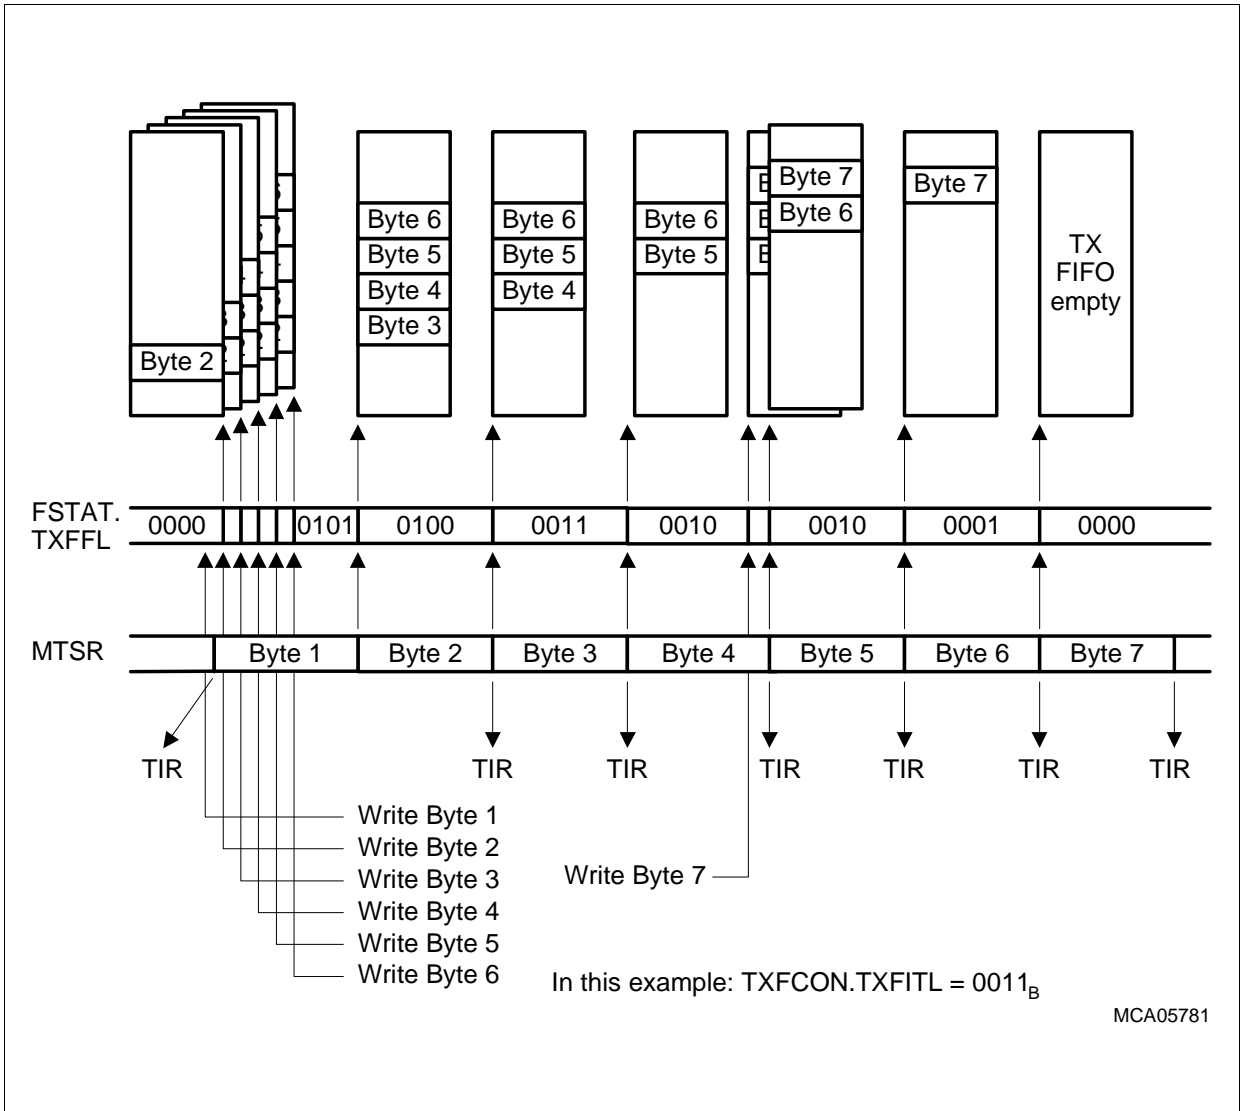 Byte 2
Byte 6
Byte 5
Byte 4
Byte 3
Byte 6
Byte 5
Byte 4
Byte 6
Byte 5
Byte 7
Byte 6
Byte 7
TX
FIFO
empty
FSTAT.
TXFFL
0000 0101 0100 0011 0010 0010 0001 0000
MTSR Byte 1 Byte 2 Byte 3 Byte 4 Byte 5 Byte 6 Byte 7
TIR TIR TIR TIR TIR TIR TIR
Write Byte 1
Write Byte 2
Write Byte 3
Write Byte 4
Write Byte 5
Write Byte 6
Write Byte 7
In this example: TXFCON.TXFITL = 0011B
MCA05781